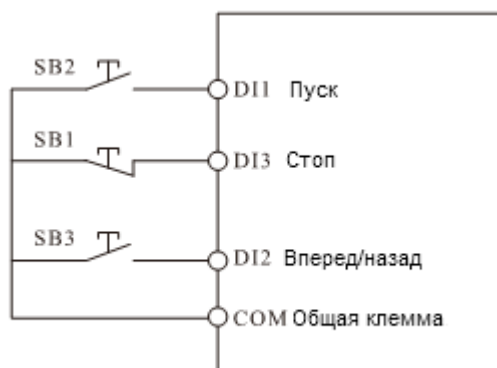 SB2 DI1 Пуск
SB1 DI3 Стоп
SB3 DI2 Вперед/назад
COM Общая клемма